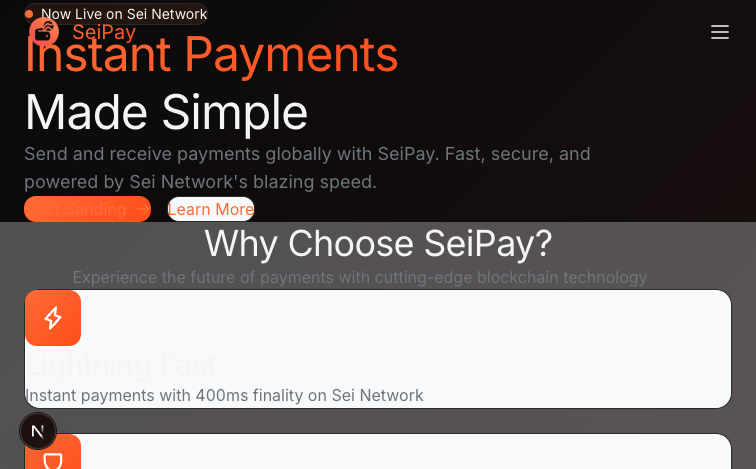 Now Live on Sei Network
SeiPay
Instant Payments
Made Simple
Send and receive payments globally with SeiPay. Fast, secure, and
powered by Sei Network's blazing speed.
Start Sending →
Learn More
Why Choose SeiPay?
Experience the future of payments with cutting-edge blockchain technology
Lightning Fast
Instant payments with 400ms finality on Sei Network
N